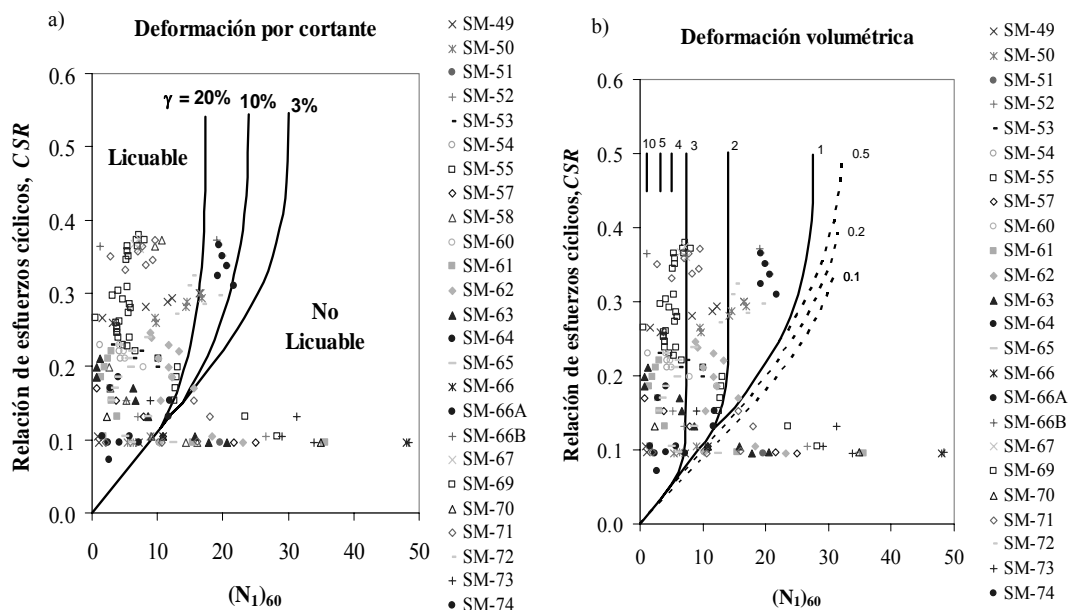 a)
Deformación por cortante
Relación de esfuerzos cíclicos, CSR
0.6
0.5
0.4
0.3
0.2
0.1
0.0
γ = 20% 10% 3%
Licuable
No
Licuable
0 10 20 30 40 50
(N1)60
SM-49
SM-50
SM-51
SM-52
SM-53
SM-54
SM-55
SM-57
SM-58
SM-60
SM-61
SM-62
SM-63
SM-64
SM-65
SM-66
SM-66A
SM-66B
SM-67
SM-69
SM-70
SM-71
SM-72
SM-73
SM-74
b)
Deformación volumétrica
Relación de esfuerzos cíclicos, CSR
0.6
0.5
0.4
0.3
0.2
0.1
0.0
10 5 4 3 2 1 0.5
0.2
0.1
0 10 20 30 40 50
(N1)60
SM-49
SM-50
SM-51
SM-52
SM-53
SM-54
SM-55
SM-57
SM-58
SM-60
SM-61
SM-62
SM-63
SM-64
SM-65
SM-66
SM-66A
SM-66B
SM-67
SM-69
SM-70
SM-71
SM-72
SM-73
SM-74